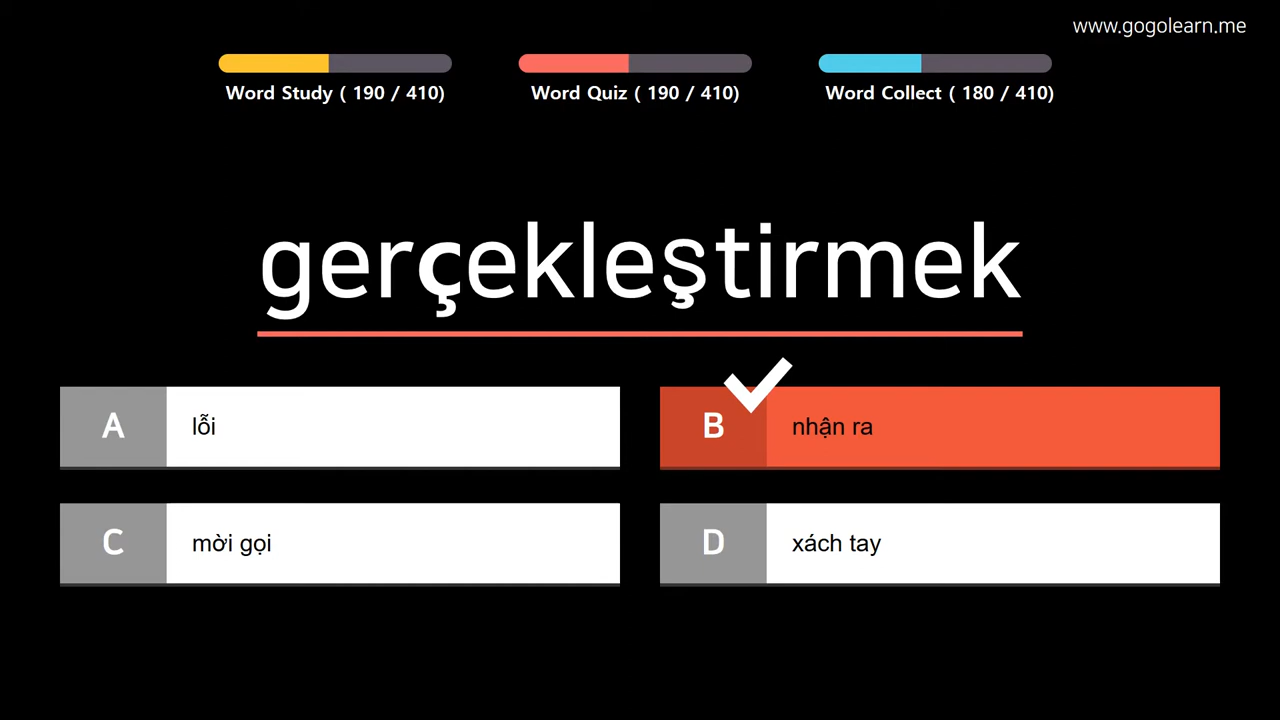 www.gogolearn.me
Word Study ( 190 / 410)
Word Quiz ( 190 / 410)
Word Collect ( 180 / 410)
gerçekleştirmek
A
lỗi
B
nhận ra
C
mời gọi
D
xách tay